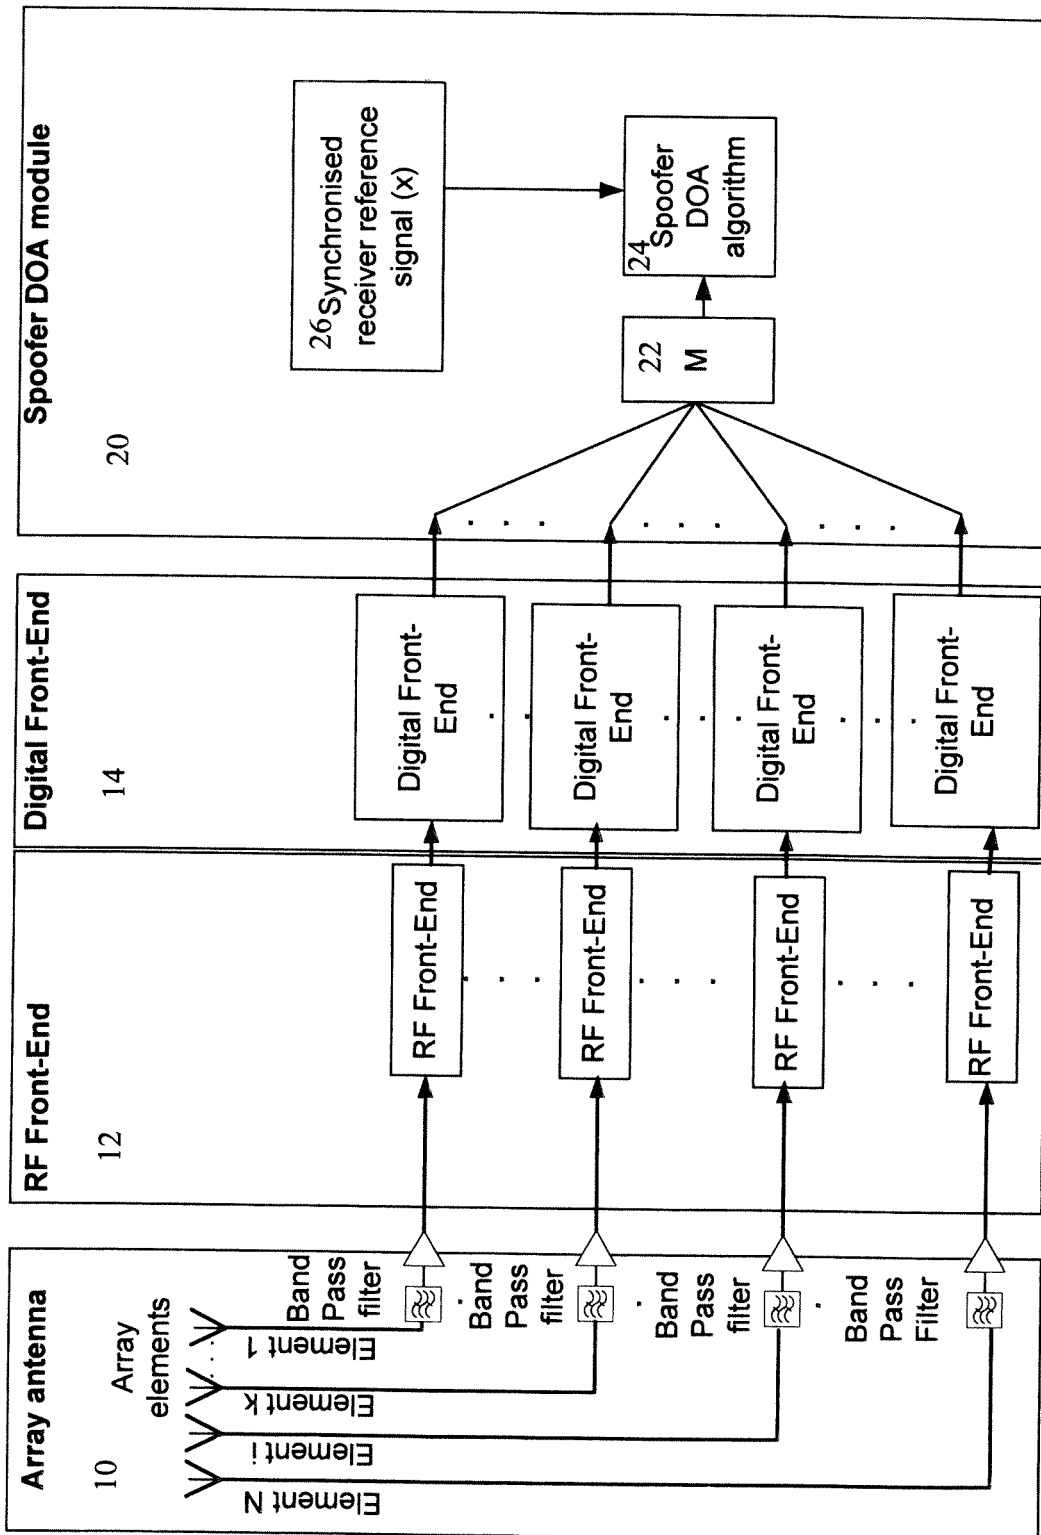 Array antenna
10
Array
elements
Element 1
Element k
Element i
Element N
Band
Pass
filter
Band
Pass
filter
Band
Pass
filter
Band
Pass
Filter
RF Front-End
12
RF Front-End
RF Front-End
RF Front-End
RF Front-End
Digital Front-End
14
Digital Front-
End
Digital Front-
End
Digital Front-
End
Digital Front-
End
Spoofer DOA module
20
26 Synchronised
receiver reference
signal (x)
22
M
24
Spoofer
DOA
algorithm